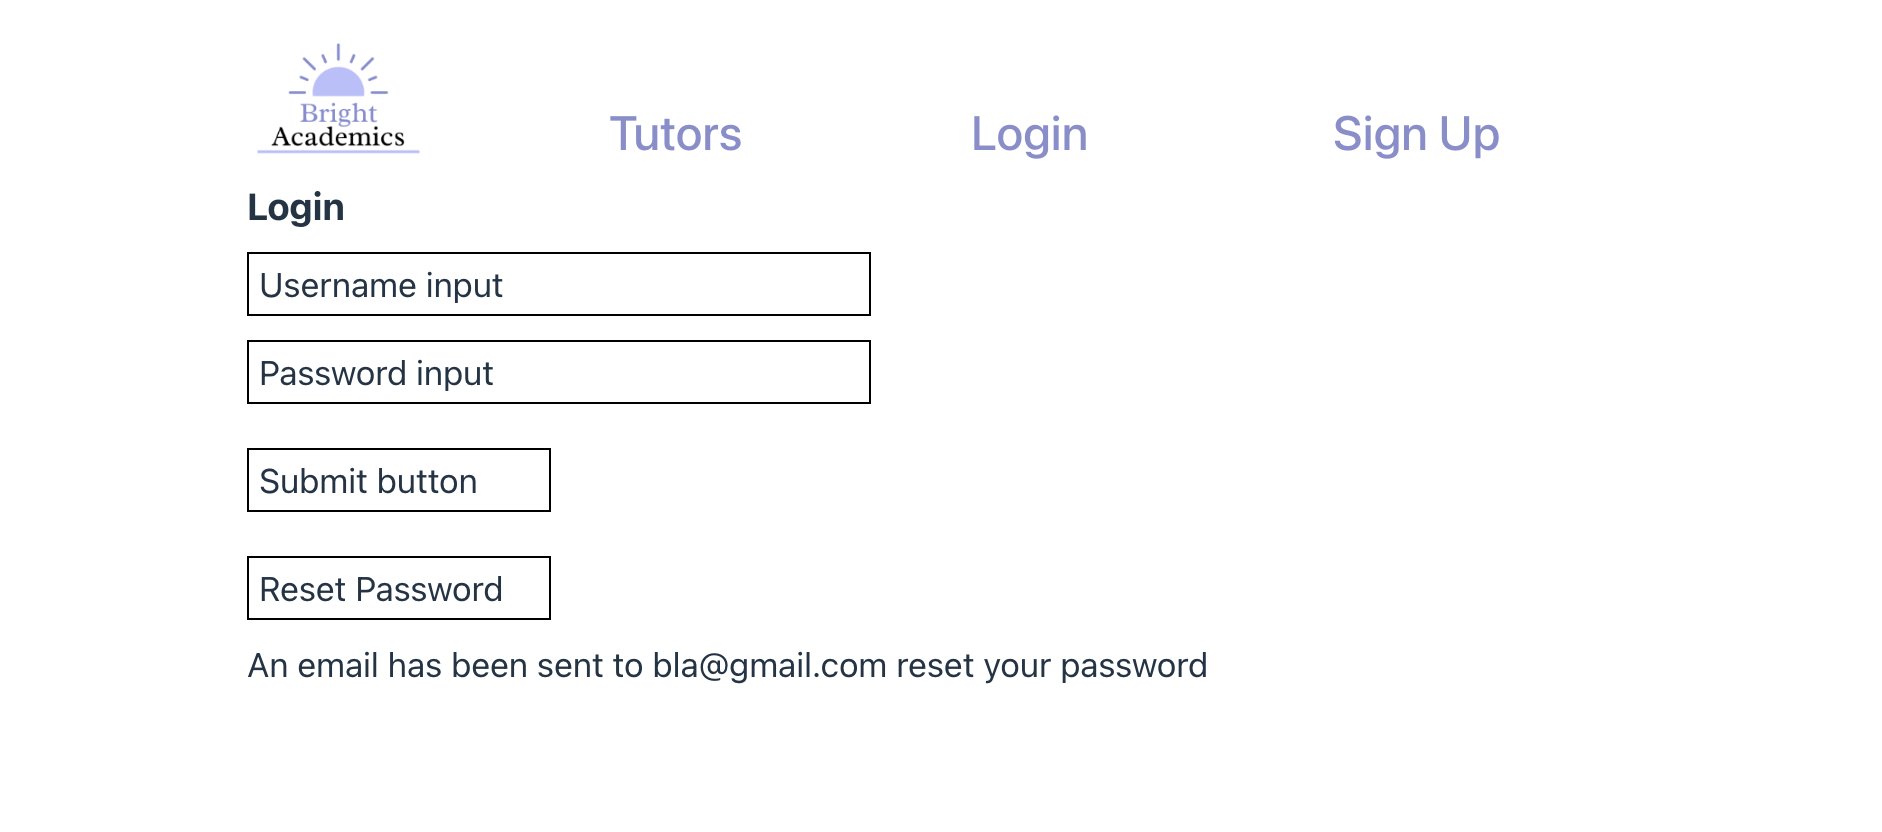 Bright
Academics
Tutors
Login
Sign Up
Login
Username input
Password input
Submit button
Reset Password
An email has been sent to bla@gmail.com reset your password